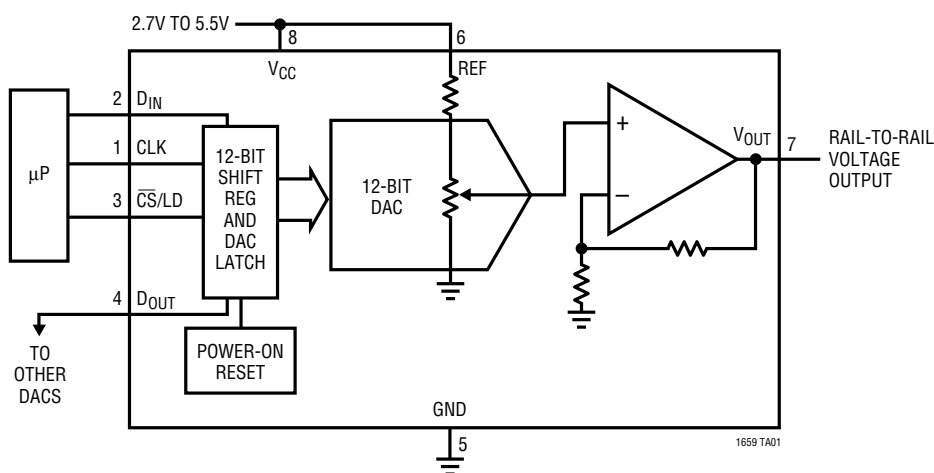 2.7V TO 5.5V
8
6
VCC
REF
2 DIN
1 CLK
3 CS/LD
µP
12-BIT
SHIFT
REG
AND
DAC
LATCH
12-BIT
DAC
+
–
VOUT
7
RAIL-TO-RAIL
VOLTAGE
OUTPUT
4 DOUT
TO
OTHER
DACS
POWER-ON
RESET
GND
5
1659 TA01